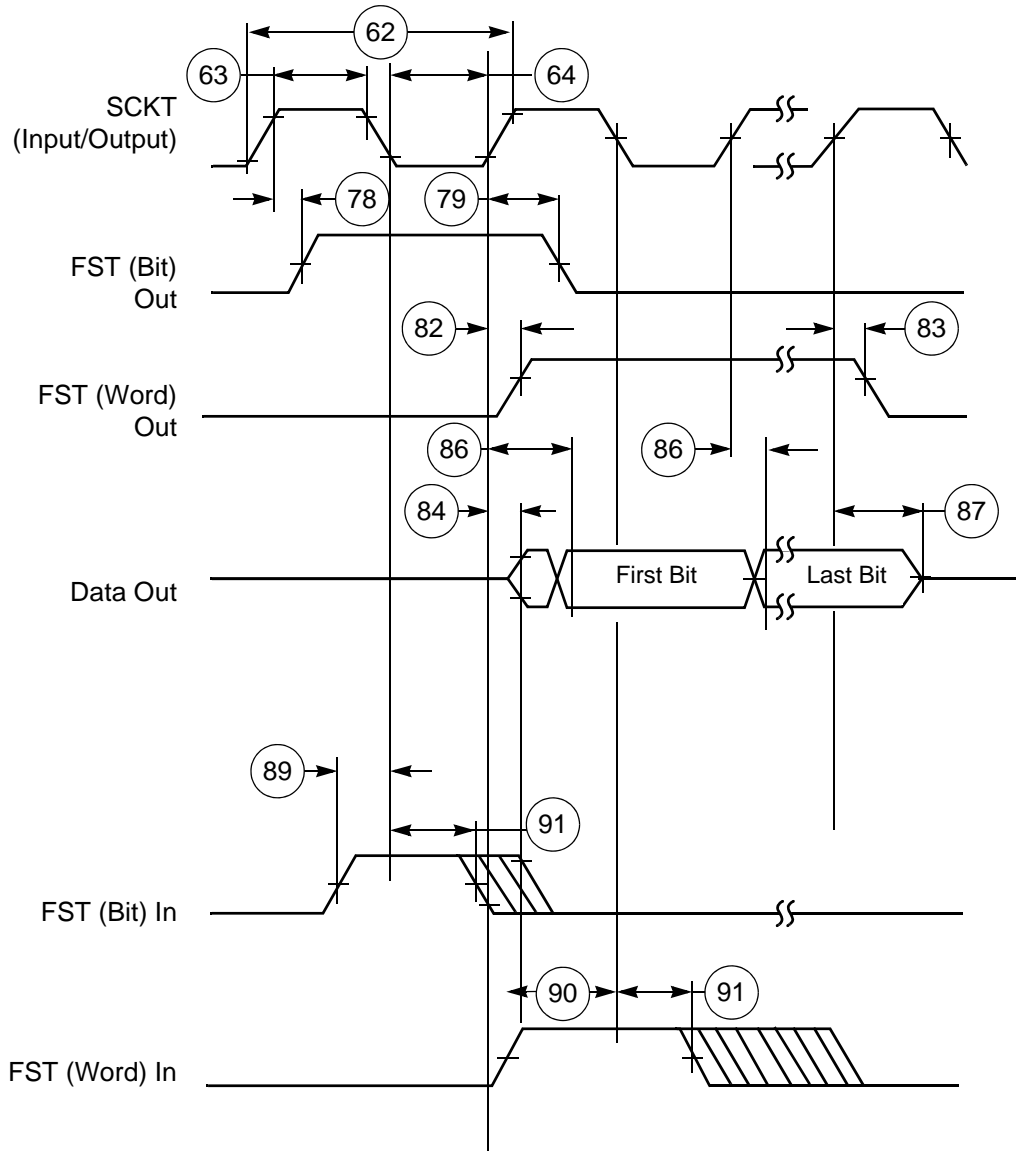 62
63
64
SCKT
(Input/Output)
78
79
FST (Bit)
Out
82
83
FST (Word)
Out
86
86
84
87
First Bit
Last Bit
Data Out
89
91
FST (Bit) In
90
91
FST (Word) In